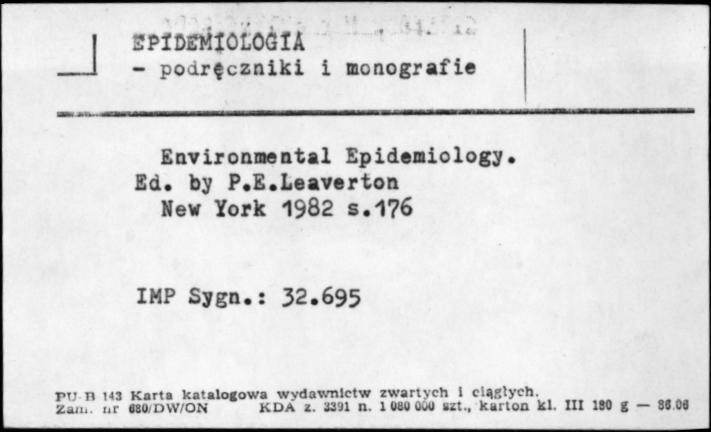 EPIDEMIOLOGIA
- podręczniki i monografie
Environmental Epidemiology.
Ed. by P.E.Leaverton
New York 1982 s.176
IMP Sygn.: 32.695
PU-B 143 Karta katalogowa wydawnictw zwartych i ciągłych.
Zam. nr 680/DW/ON KDA z. 3391 n. 1 080 000 szt., karton kl. III 180 g — 86.06